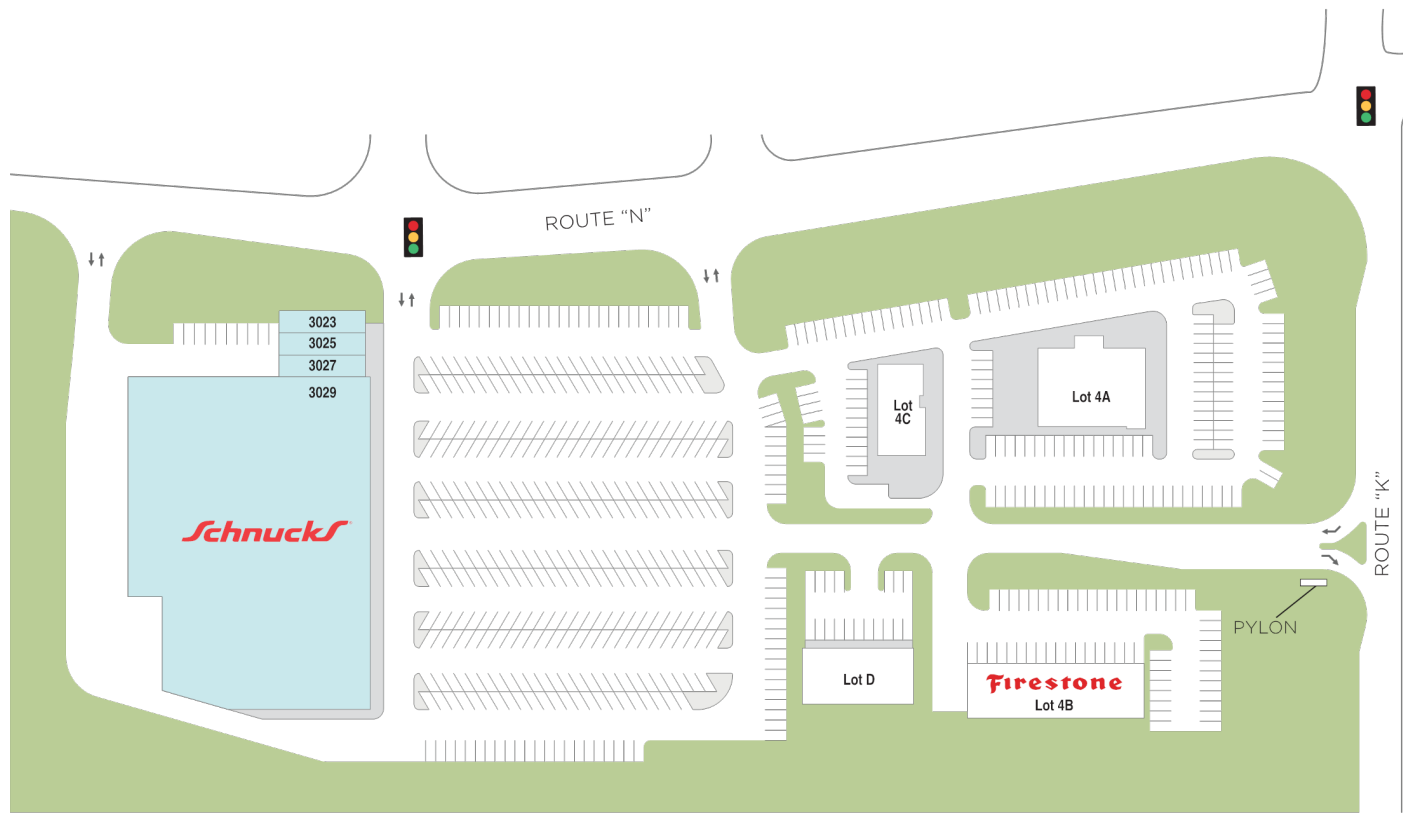 ROUTE "N"
3023
3025
3027
3029
Schnucks
Lot
4C
Lot 4A
ROUTE "K"
PYLON
Lot D
Firestone
Lot 4B